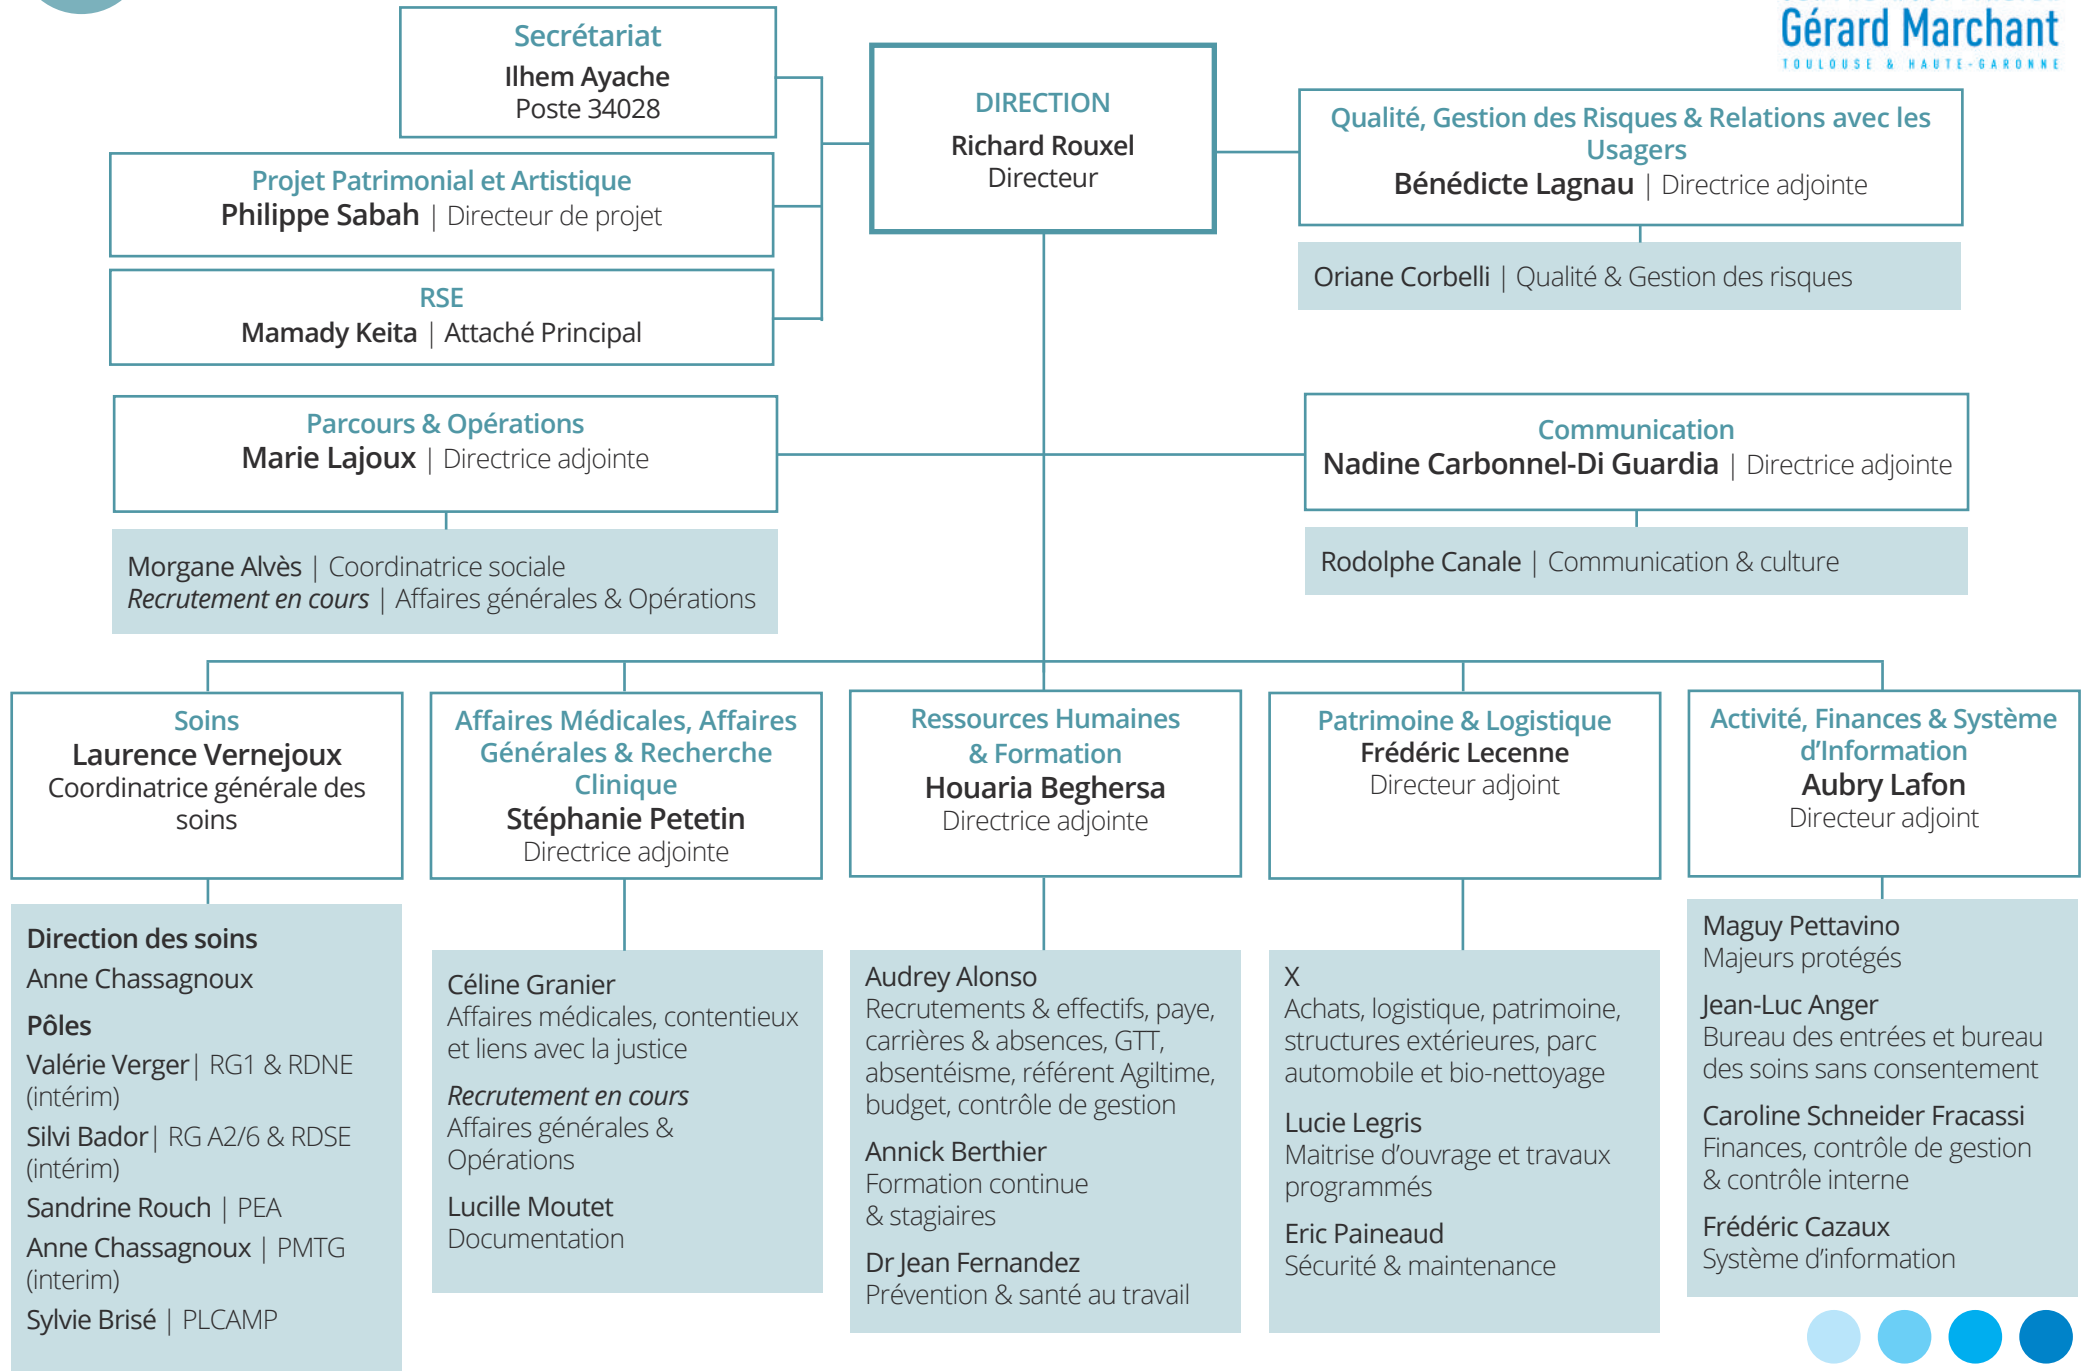 Gérard Marchant
TOULOUSE & HAUTE-GARONNE
Secrétariat
Ilhem Ayache
Poste 34028
DIRECTION
Richard Rouxel
Directeur
Qualité, Gestion des Risques & Relations avec les
Usagers
Bénédicte Lagnau | Directrice adjointe
Oriane Corbelli | Qualité & Gestion des risques
Projet Patrimonial et Artistique
Philippe Sabah | Directeur de projet
RSE
Mamady Keita | Attaché Principal
Parcours & Opérations
Marie Lajoux | Directrice adjointe
Morgane Alvès | Coordinatrice sociale
Recrutement en cours | Affaires générales & Opérations
Communication
Nadine Carbonnel-Di Guardia | Directrice adjointe
Rodolphe Canale | Communication & culture
Soins
Laurence Vernejoux
Coordinatrice générale des
soins
Direction des soins
Anne Chassagnoux
Pôles
Valérie Verger| RG1 & RDNE
(intérim)
Silvi Bador| RG A2/6 & RDSE
(intérim)
Sandrine Rouch | PEA
Anne Chassagnoux | PMTG
(interim)
Sylvie Brisé | PLCAMP
Affaires Médicales, Affaires
Générales & Recherche
Clinique
Stéphanie Petetin
Directrice adjointe
Céline Granier
Affaires médicales, contentieux
et liens avec la justice
Recrutement en cours
Affaires générales &
Opérations
Lucille Moutet
Documentation
Ressources Humaines
& Formation
Houaria Beghersa
Directrice adjointe
Audrey Alonso
Recrutements & effectifs, paye,
carrières & absences, GTT,
absentéisme, référent Agiltime,
budget, contrôle de gestion
Annick Berthier
Formation continue
& stagiaires
Dr Jean Fernandez
Prévention & santé au travail
Patrimoine & Logistique
Frédéric Lecenne
Directeur adjoint
X
Achats, logistique, patrimoine,
structures extérieures, parc
automobile et bio-nettoyage
Lucie Legris
Maitrise d’ouvrage et travaux
programmés
Eric Paineaud
Sécurité & maintenance
Activité, Finances & Système
d’Information
Aubry Lafon
Directeur adjoint
Maguy Pettavino
Majeurs protégés
Jean-Luc Anger
Bureau des entrées et bureau
des soins sans consentement
Caroline Schneider Fracassi
Finances, contrôle de gestion
& contrôle interne
Frédéric Cazaux
Système d’information